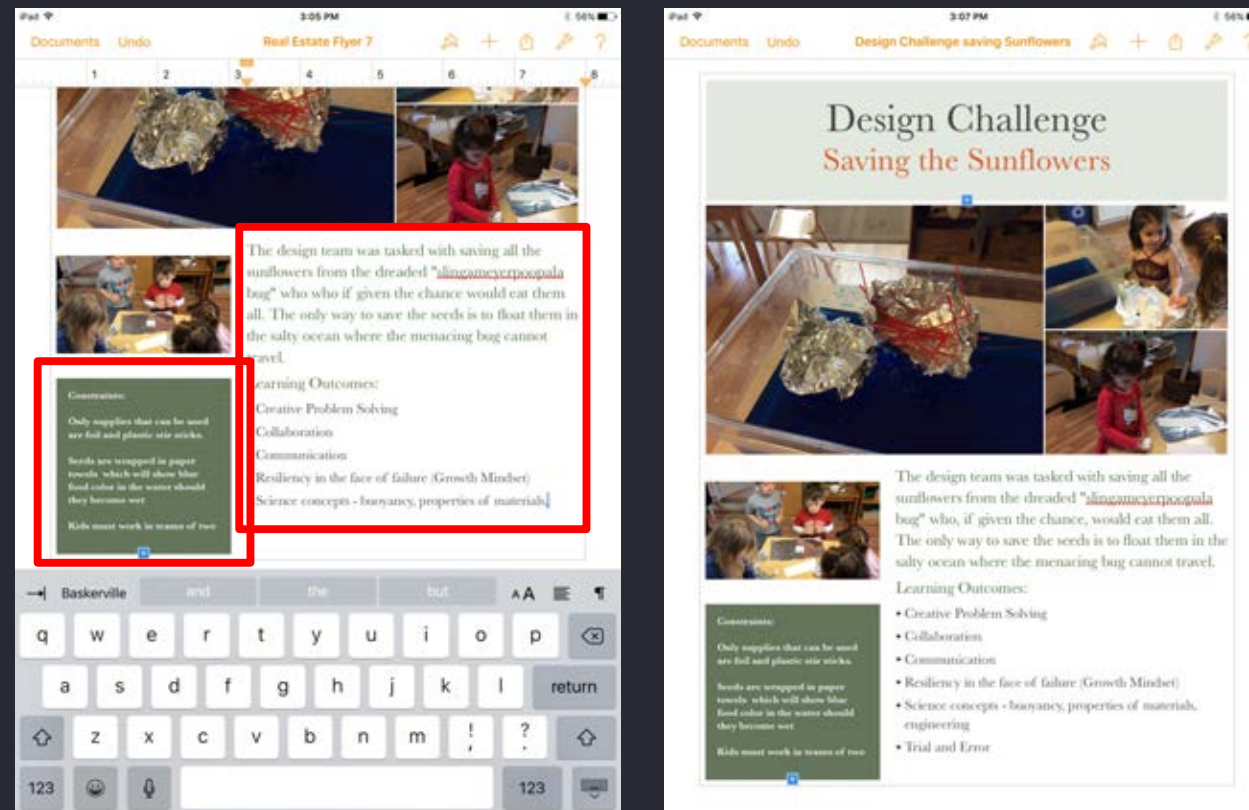 iPad
3:05 PM
56%
Documents Undo
Real Estate Flyer 7
?
1 2 3 4 5 6 7 8
The design team was tasked with saving all the
sunflowers from the dreaded "slingameyerpoopala
bug" who who if given the chance would eat them
all. The only way to save the seeds is to float them in
the salty ocean where the menacing bug cannot
travel.
Learning Outcomes:
Creative Problem Solving
Collaboration
Communication
Resiliency in the face of failure (Growth Mindset)
Science concepts - buoyancy, properties of materials,
Constraints:
Only supplies that can be used
are foil and plastic stir sticks.
Seeds are wrapped in paper
towels which will show blue
food color in the water should
they become wet
Kids must work in teams of two
Baskerville
and the but
AA
¶
q w e r t y u i o p
a s d f g h j k l return
z x c v b n m ! , ? .
123 123
iPad
3:07 PM
56%
Documents Undo
Design Challenge saving Sunflowers
?
Design Challenge
Saving the Sunflowers
The design team was tasked with saving all the
sunflowers from the dreaded "slingameyerpoopala
bug" who, if given the chance, would eat them all.
The only way to save the seeds is to float them in the
salty ocean where the menacing bug cannot travel.
Learning Outcomes:
• Creative Problem Solving
• Collaboration
• Communication
• Resiliency in the face of failure (Growth Mindset)
• Science concepts - buoyancy, properties of materials,
engineering
• Trial and Error
Constraints:
Only supplies that can be used
are foil and plastic stir sticks.
Seeds are wrapped in paper
towels which will show blue
food color in the water should
they become wet
Kids must work in teams of two